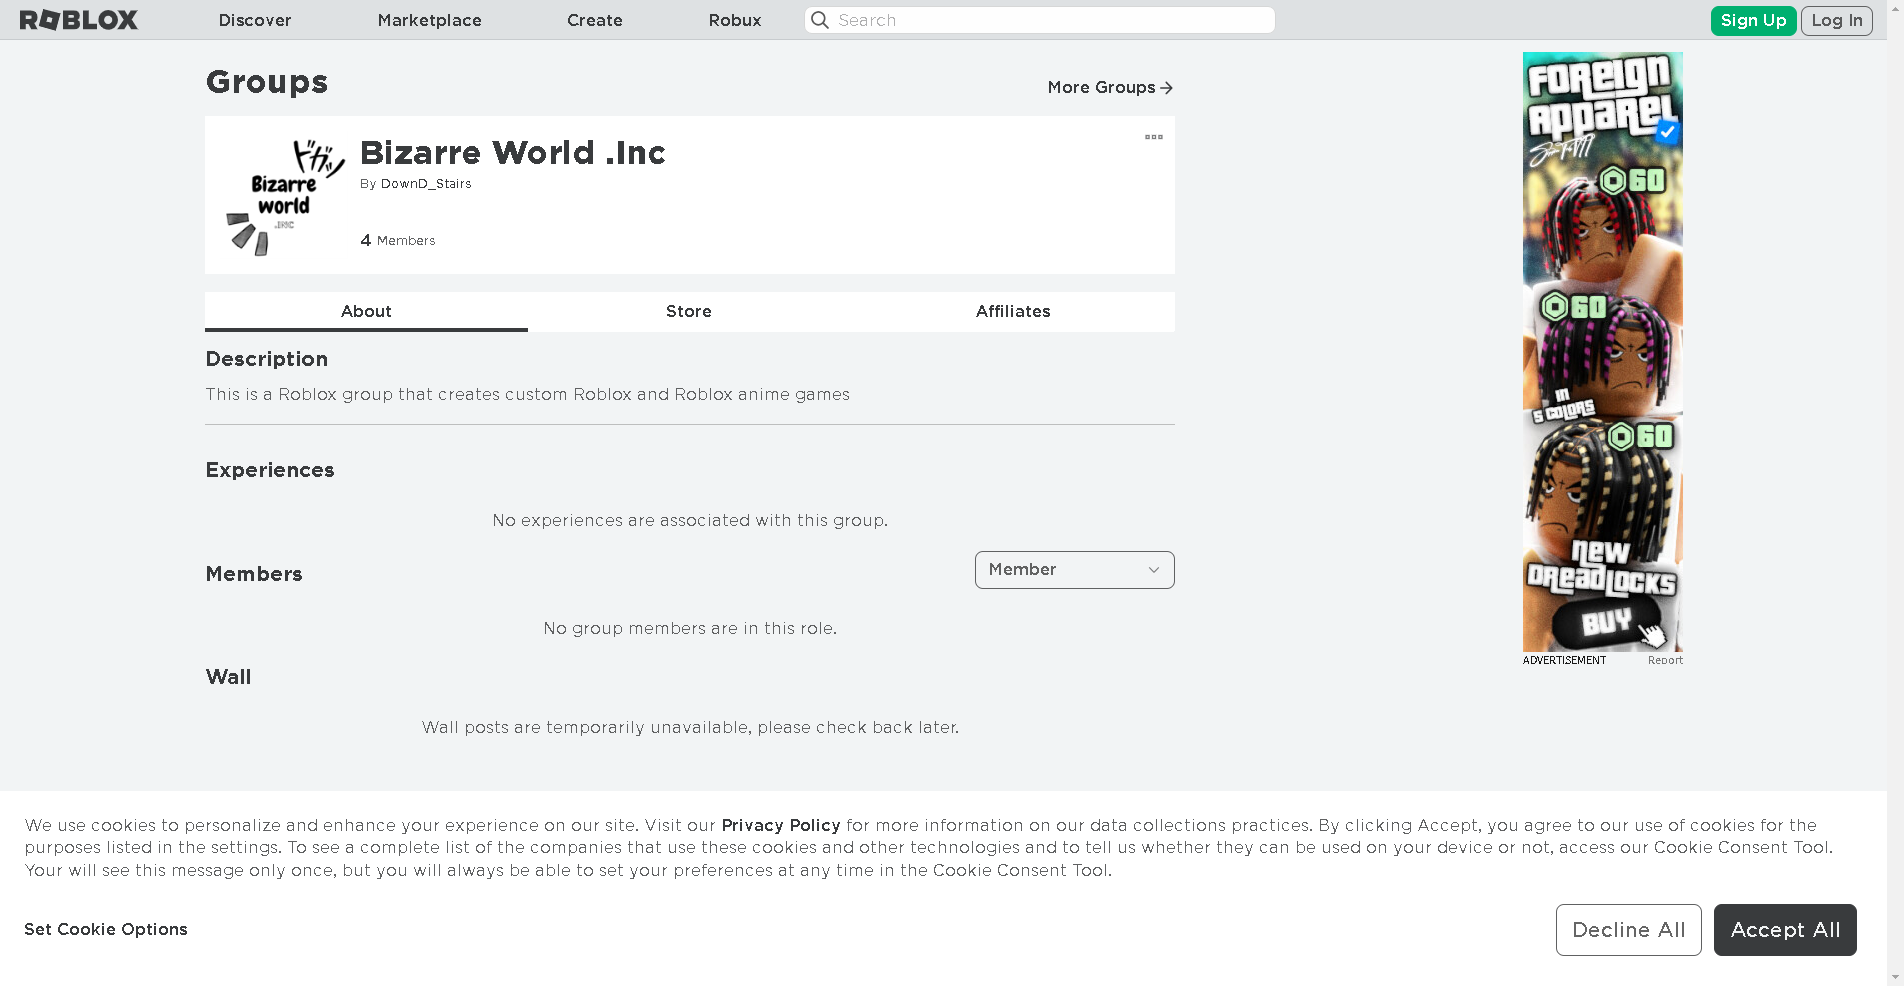 ROBLOX
Discover
Marketplace
Create
Robux
Search
Sign Up
Log In
Groups
More Groups
ドガッ
Bizarre
world
.INC
Bizarre World .Inc
By DownD_Stairs
4 Members
About
Store
Affiliates
Description
This is a Roblox group that creates custom Roblox and Roblox anime games
Experiences
No experiences are associated with this group.
Members
Member
No group members are in this role.
Wall
Wall posts are temporarily unavailable, please check back later.
FOREIGN
APPAREL
60
60
IN
5 COLORS
60
NEW
DREADLOCKS
BUY
ADVERTISEMENT
Report
We use cookies to personalize and enhance your experience on our site. Visit our Privacy Policy for more information on our data collections practices. By clicking Accept, you agree to our use of cookies for the
purposes listed in the settings. To see a complete list of the companies that use these cookies and other technologies and to tell us whether they can be used on your device or not, access our Cookie Consent Tool.
Your will see this message only once, but you will always be able to set your preferences at any time in the Cookie Consent Tool.
Set Cookie Options
Decline All
Accept All